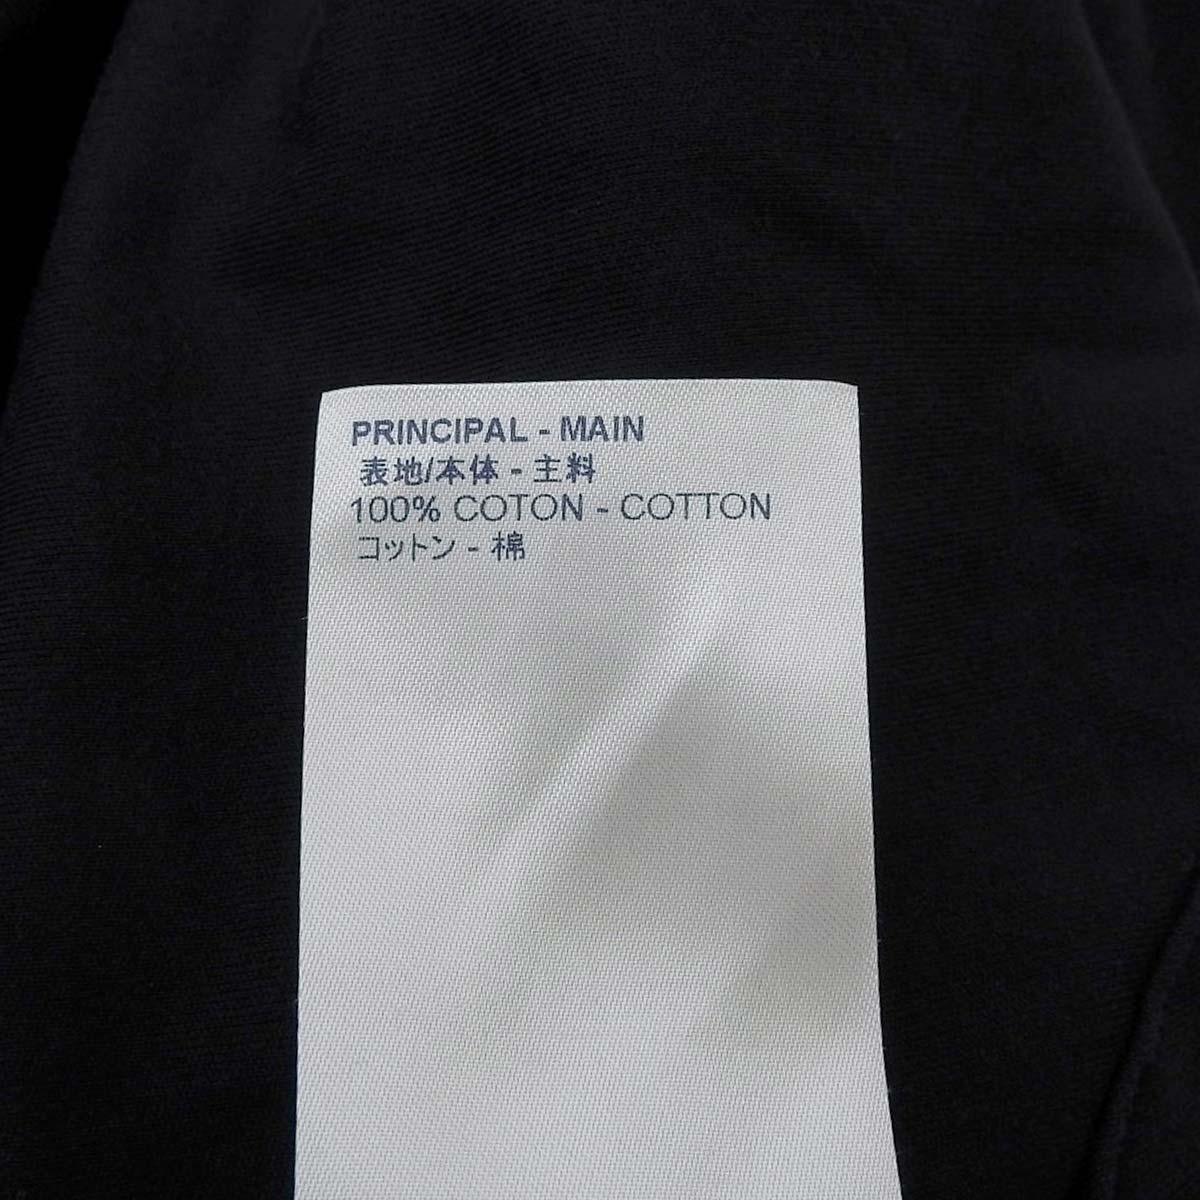 PRINCIPAL - MAIN
表地/本体 - 主料
100% COTON - COTTON
コットン - 棉